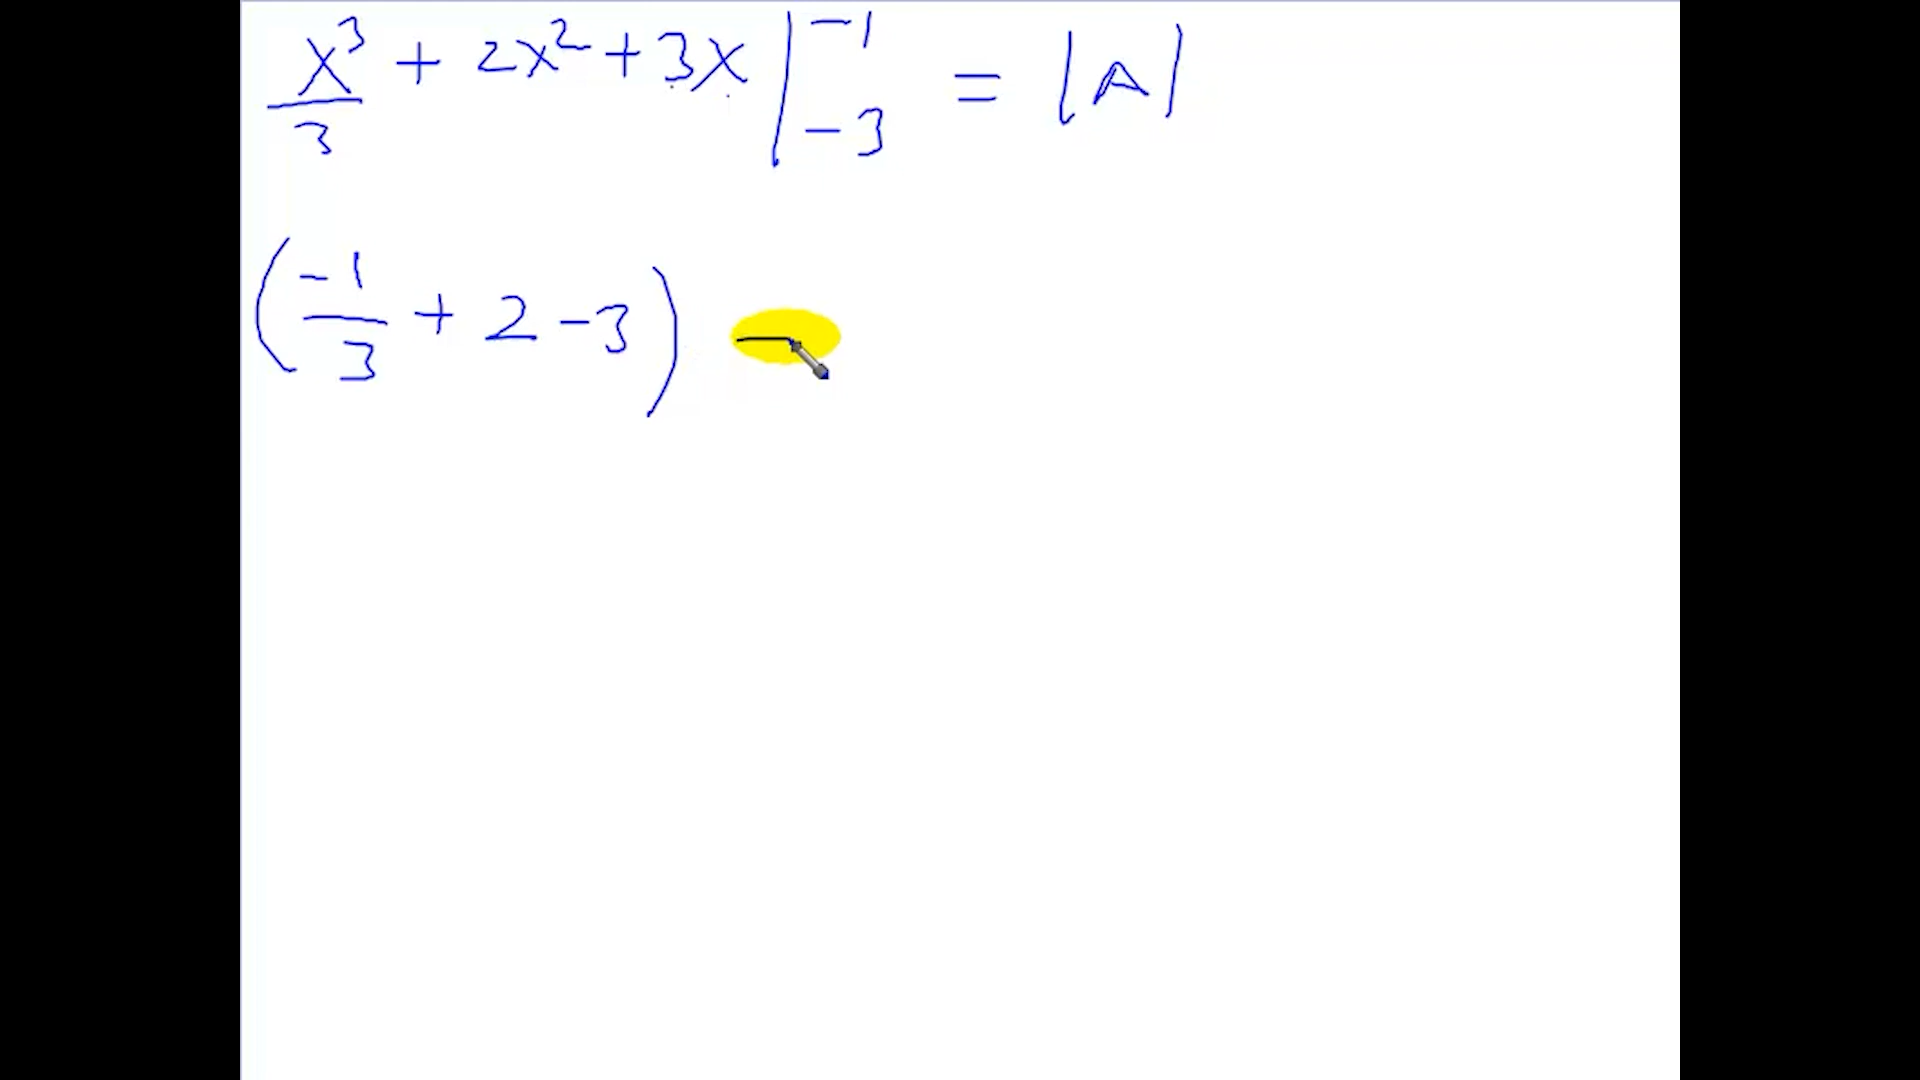 x³/3 + 2x² + 3x |₋₃⁻¹ = |A|
(-1/3 + 2 - 3) -